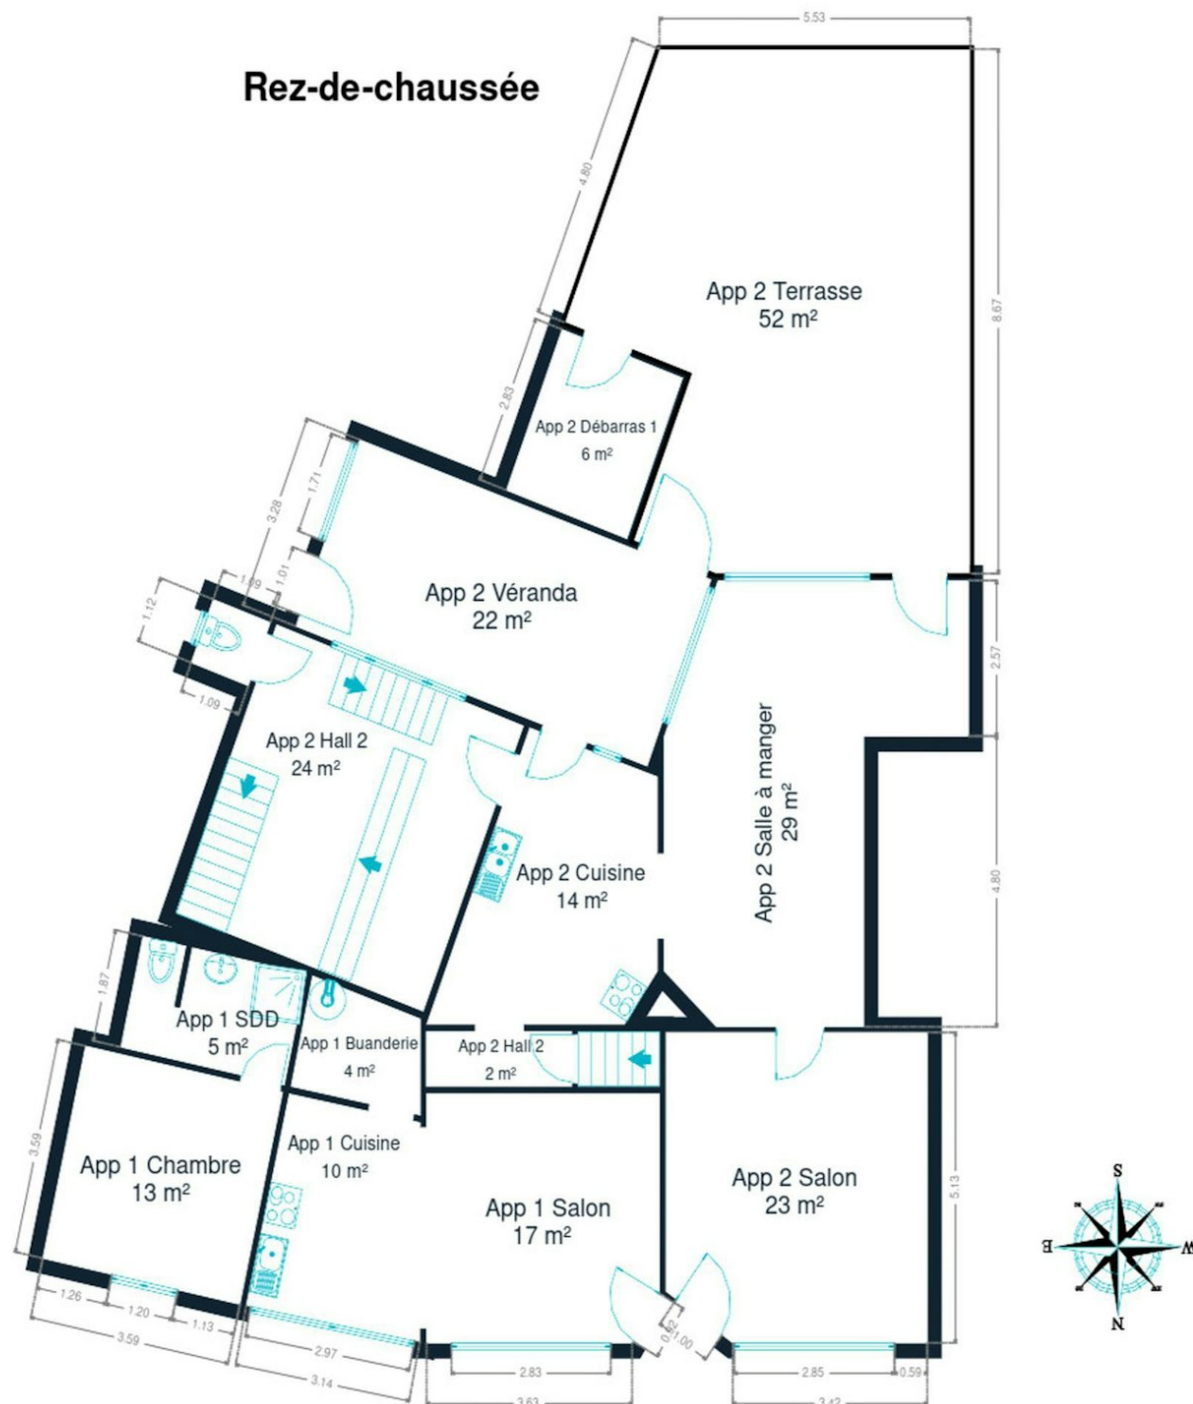 5.53
Rez-de-chaussée
4.80
App 2 Terrasse
52 m²
8.67
2.83
App 2 Débarras 1
6 m²
3.28
1.71
1.01
1.09
1.12
App 2 Véranda
22 m²
2.57
1.09
App 2 Hall 2
24 m²
App 2 Salle à manger
29 m²
App 2 Cuisine
14 m²
4.80
1.87
App 1 SDD
5 m²
App 1 Buanderie
4 m²
App 2 Hall 2
2 m²
3.59
App 1 Chambre
13 m²
App 1 Cuisine
10 m²
App 1 Salon
17 m²
App 2 Salon
23 m²
5.13
S
E
W
N
1.26
1.20
1.13
3.59
2.97
3.14
2.83
3.63
1.00
2.85
0.59
3.42